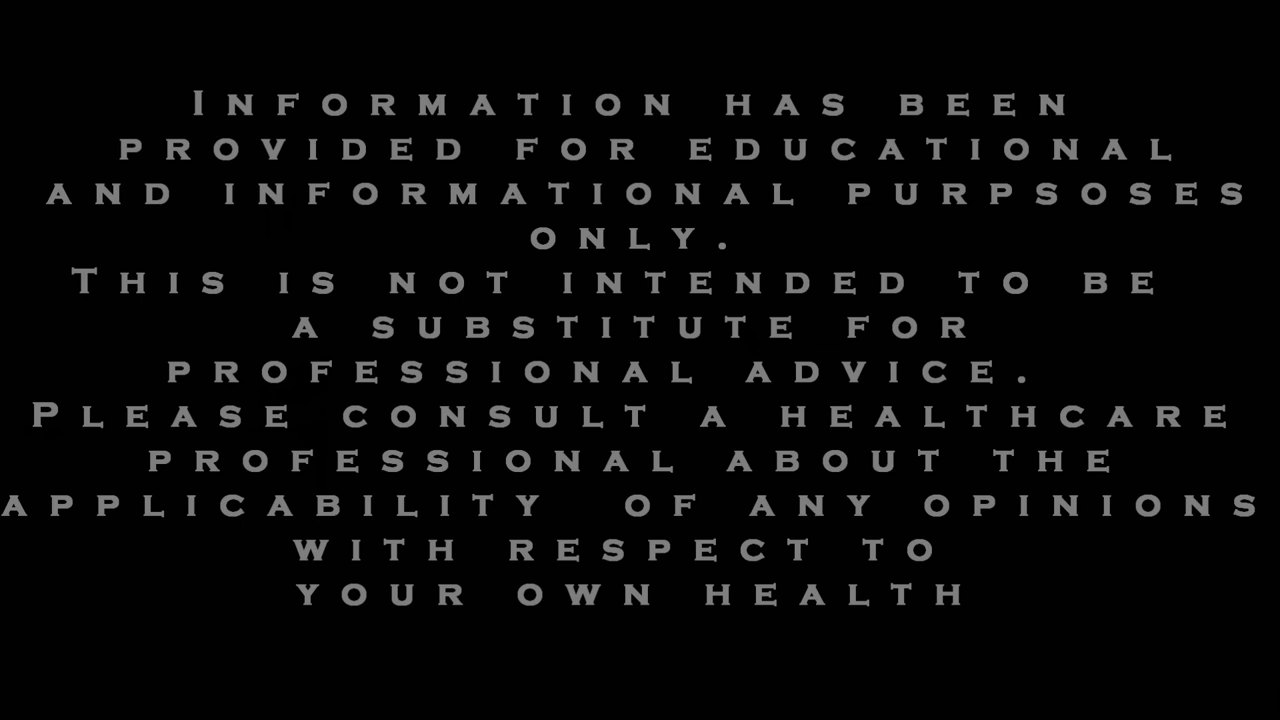 Information has been
provided for educational
and informational purpsoses
only.
This is not intended to be
a substitute for
professional advice.
Please consult a healthcare
professional about the
applicability of any opinions
with respect to
your own health